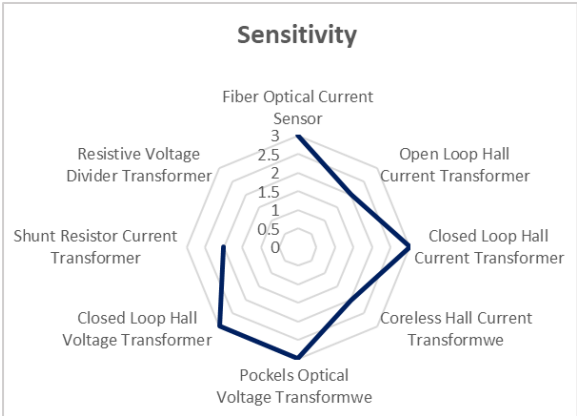 Sensitivity
Fiber Optical Current
Sensor
3
2.5
2
1.5
1
0.5
0
Open Loop Hall
Current Transformer
Closed Loop Hall
Current Transformer
Coreless Hall Current
Transformwe
Pockels Optical
Voltage Transformwe
Closed Loop Hall
Voltage Transformer
Shunt Resistor Current
Transformer
Resistive Voltage
Divider Transformer